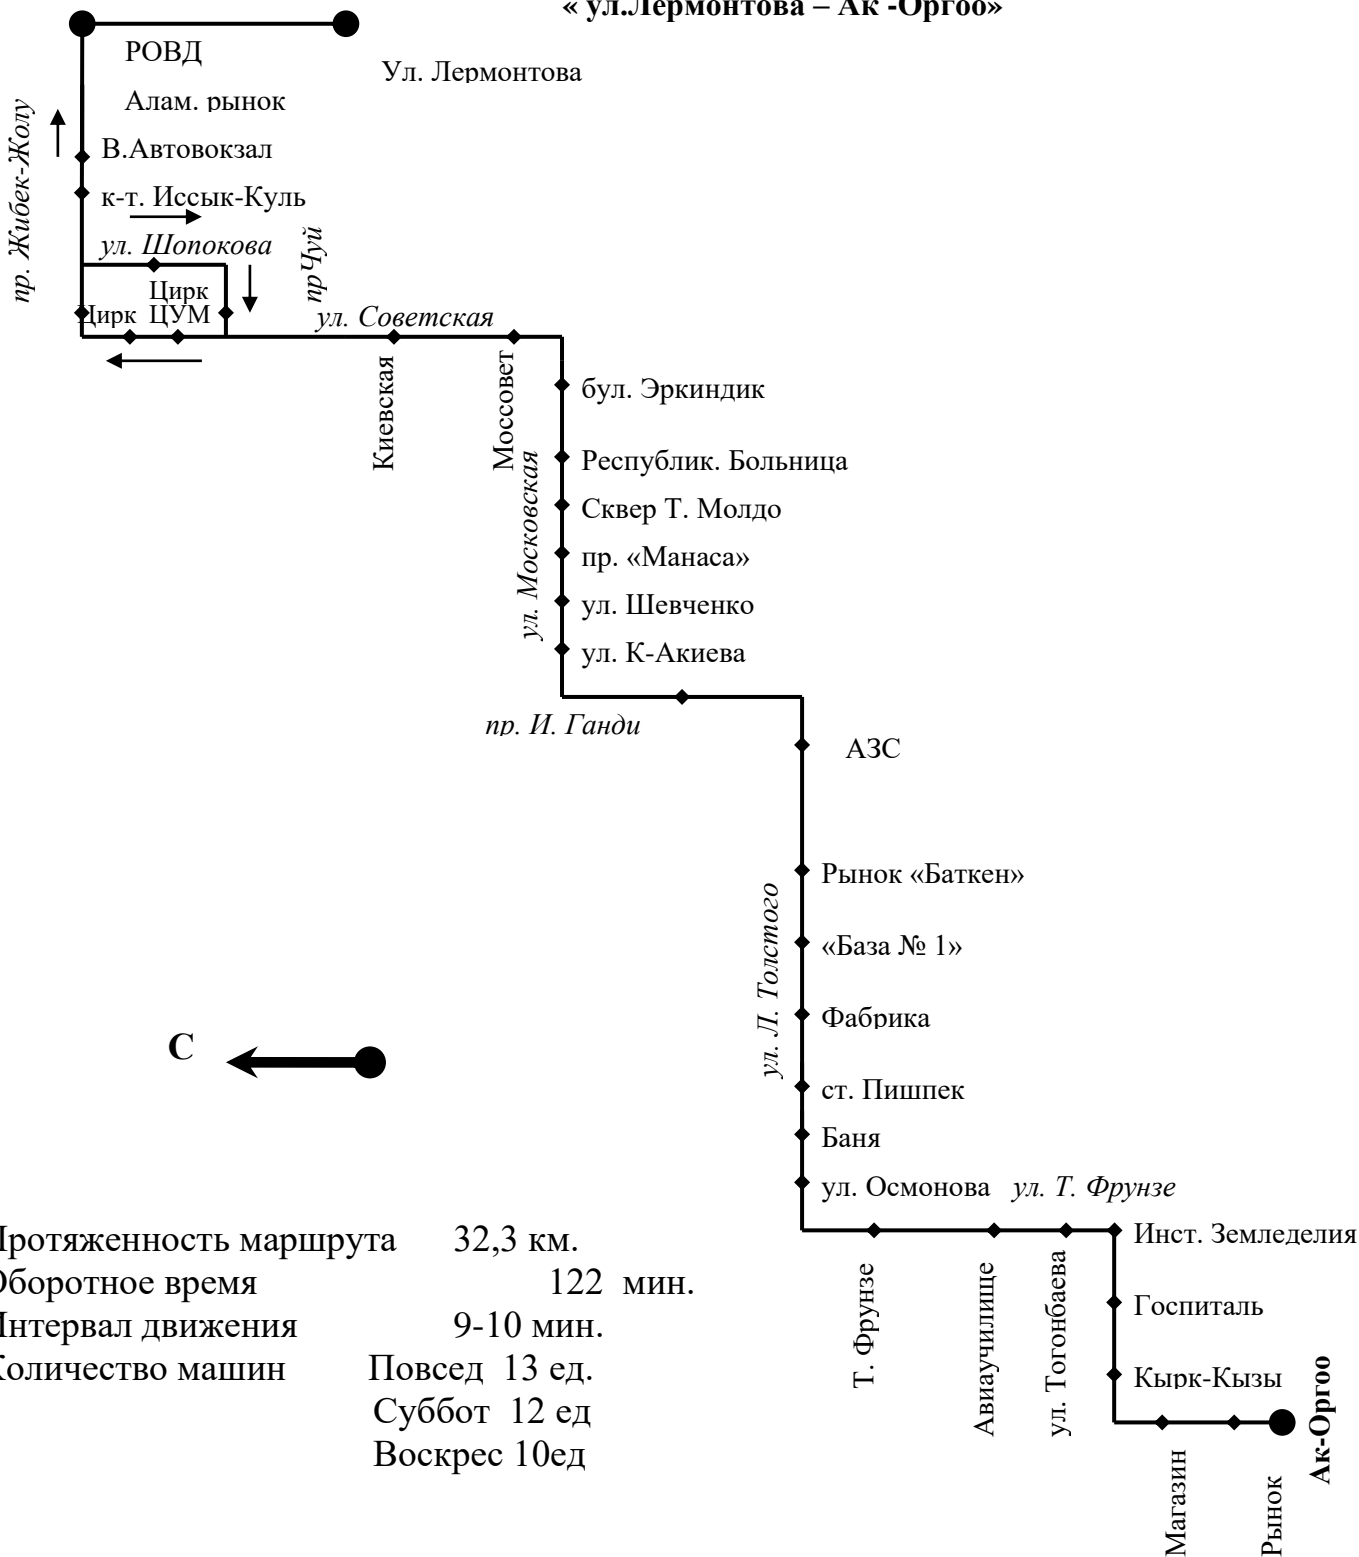 « ул.Лермонтова – Ак -Оргоо»
РОВД
Ул. Лермонтова
Алам. рынок
пр. Жибек-Жолу
В.Автовокзал
к-т. Иссык-Куль
ул. Шопокова
прЧуй
Цирк
Цирк ЦУМ
ул. Советская
Киевская
Моссовет
бул. Эркиндик
Республик. Больница
ул. Московская
Сквер Т. Молдо
пр. «Манаса»
ул. Шевченко
ул. К-Акиева
пр. И. Ганди
АЗС
Рынок «Баткен»
ул. Л. Толстого
«База № 1»
Фабрика
С
ст. Пишпек
Баня
ул. Осмонова ул. Т. Фрунзе
Инст. Земледелия
Т. Фрунзе
Авиаучилище
ул. Тогонбаева
Госпиталь
Кырк-Кызы
Ак-Оргоо
Магазин
Рынок
Протяженность маршрута 32,3 км.
Оборотное время 122 мин.
Интервал движения 9-10 мин.
Количество машин Повсед 13 ед.
Суббот 12 ед
Воскрес 10ед